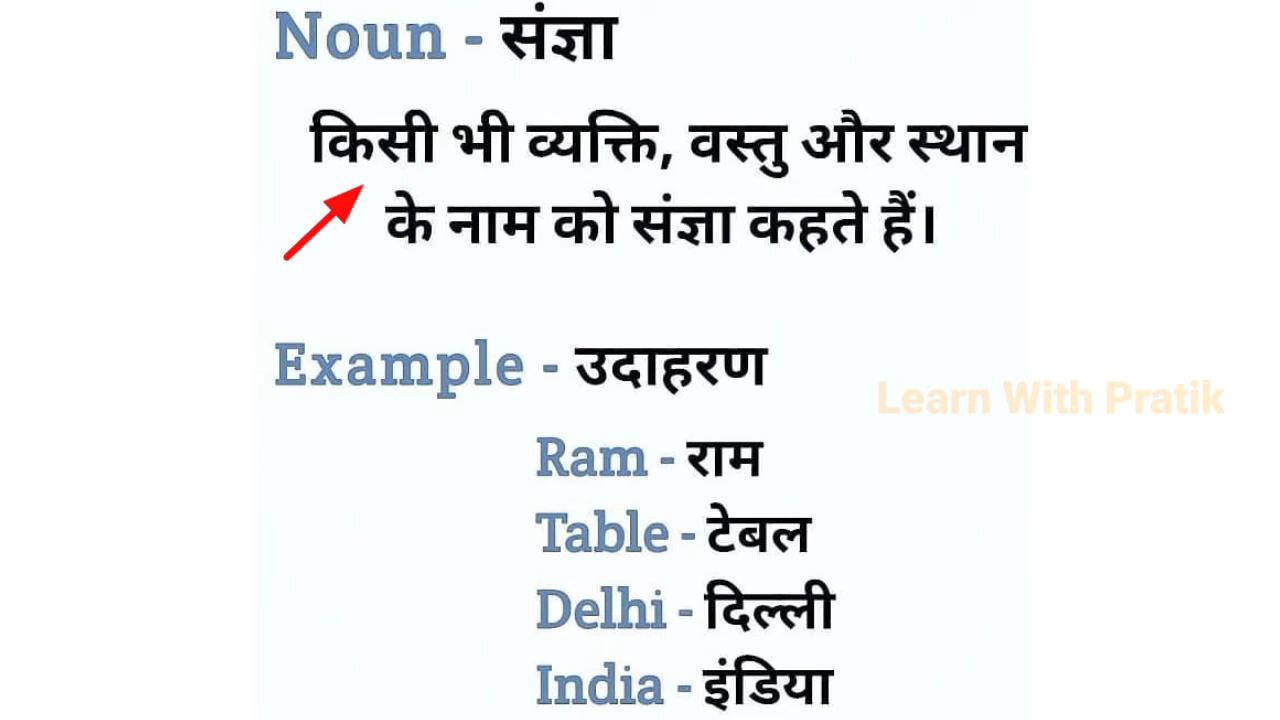 Noun - संज्ञा
किसी भी व्यक्ति, वस्तु और स्थान
के नाम को संज्ञा कहते हैं।
Example - उदाहरण
Learn With Pratik
Ram - राम
Table - टेबल
Delhi - दिल्ली
India - इंडिया